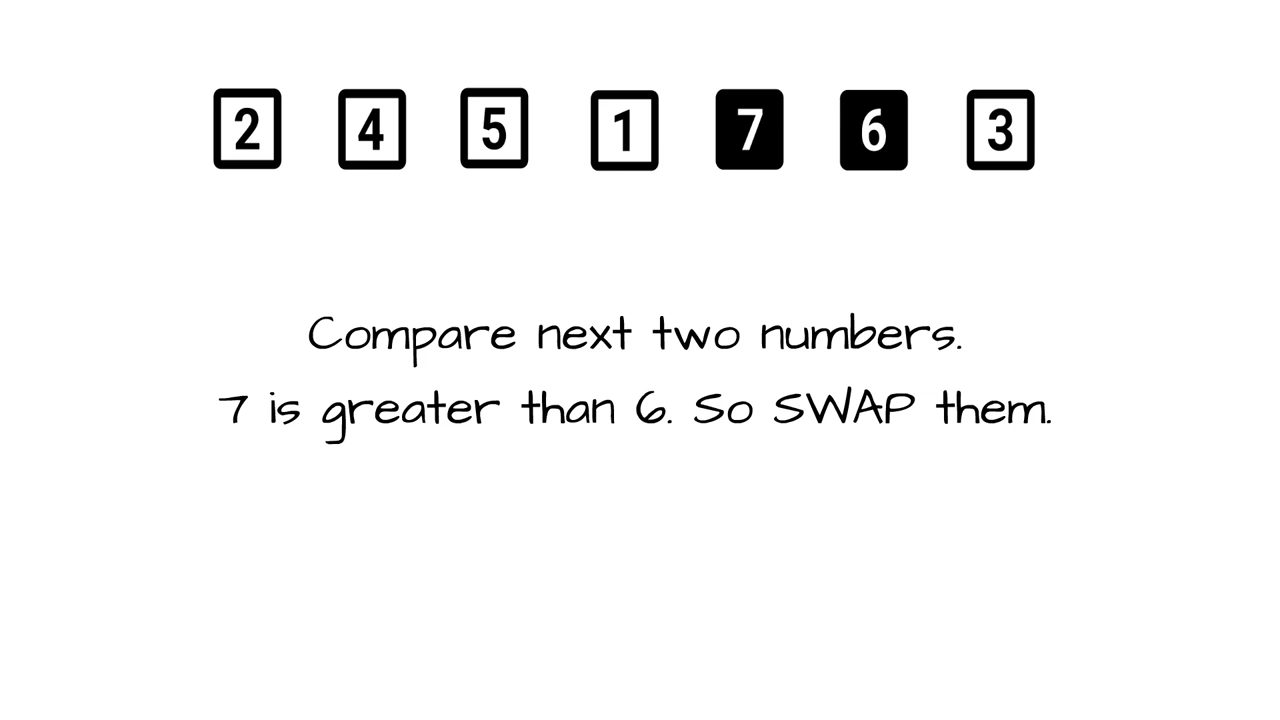 2 4 5 1 7 6 3
Compare next two numbers.
7 is greater than 6. So SWAP them.